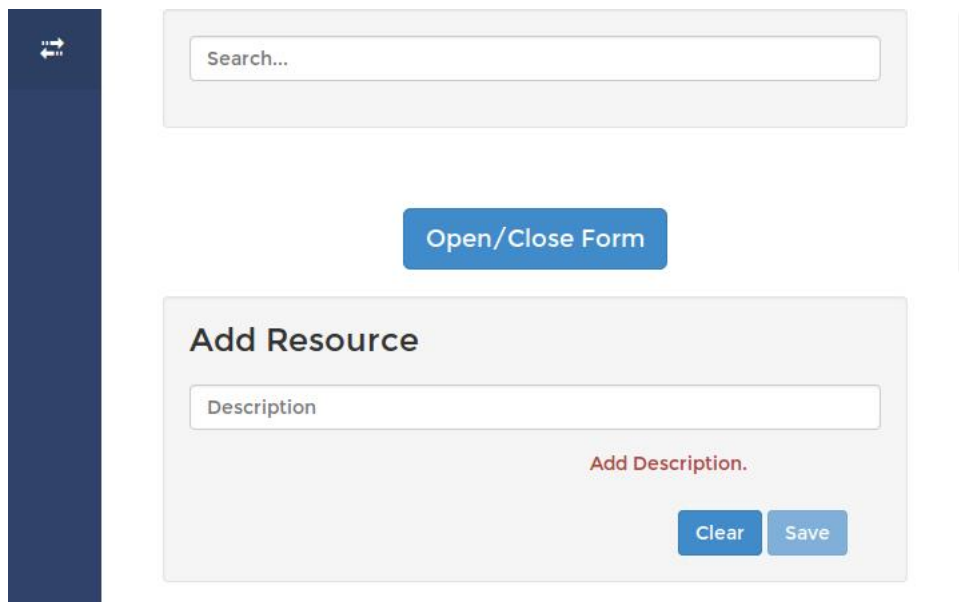 Search...
Open/Close Form
Add Resource
Description
Add Description.
Clear Save